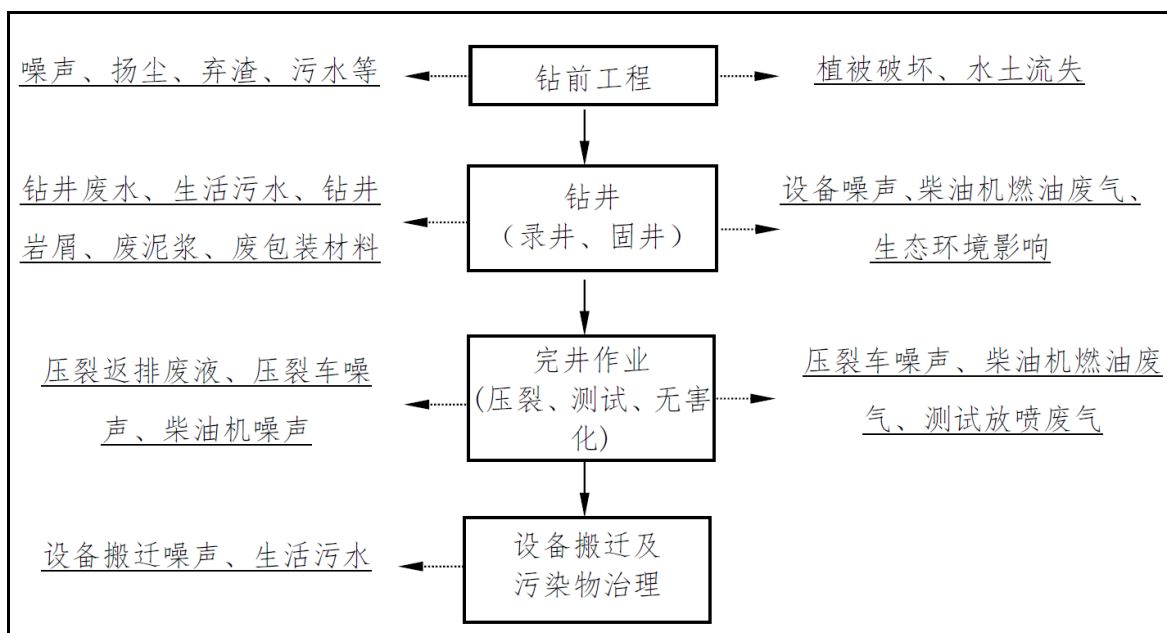 噪声、扬尘、弃渣、污水等
钻前工程
植被破坏、水土流失
钻井废水、生活污水、钻井
岩屑、废泥浆、废包装材料
钻井
（录井、固井）
设备噪声、柴油机燃油废气、
生态环境影响
压裂返排废液、压裂车噪
声、柴油机噪声
完井作业
(压裂、测试、无害
化)
压裂车噪声、柴油机燃油废
气、测试放喷废气
设备搬迁噪声、生活污水
设备搬迁及
污染物治理